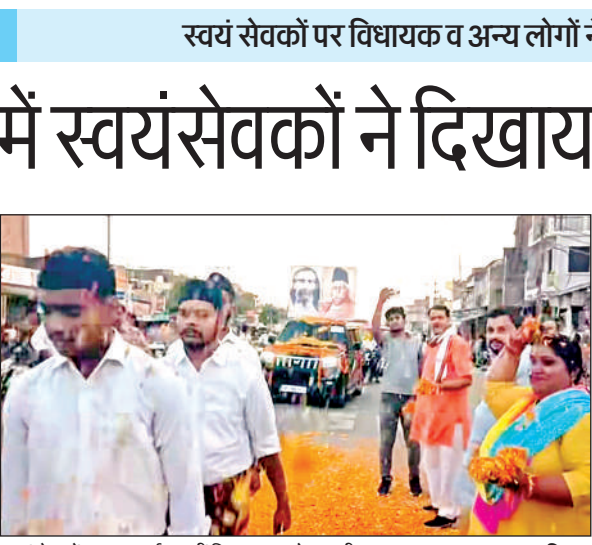 स्वयं सेवकों पर विधायक व अन्य लोगों ने
में स्वयंसेवकों ने दिखाय